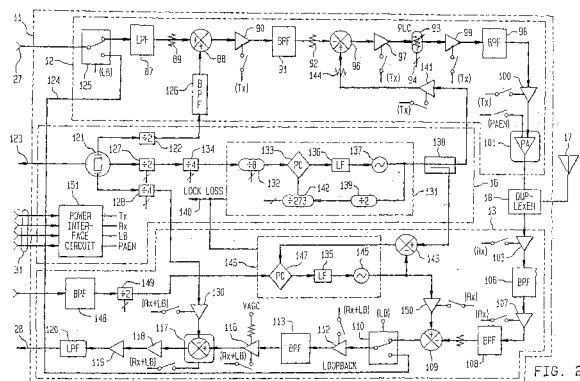 11
27
12
125
(LB)
LPF
87
89
88
90
(Tx)
BPF
91
92
144
96
97
(Tx)
PLC
93
94
99
(Tx)
BPF
141
(Tx)
100
(Tx)
(PAEN)
PA
101
17
124
126
BPF
123
121
÷2
127
÷2
134
÷4
128
÷4
÷8
132
133
PC
136
LF
137
138
LOCK LOSS
140
142
÷273
139
÷2
131
16
DUP-
LEXER
18
13
151
POWER
INTER-
FACE
CIRCUIT
Tx
Rx
LB
PAEN
31
(Rx)
103
BPF
106
107
(Rx)
BPF
108
146
PC
147
135
LF
145
143
BPF
148
149
÷2
130
(Rx+LB)
150
(Rx)
109
28
LPF
120
119
118
117
(Rx+LB)
VAGC
116
(Rx+LB)
113
BPF
112
(Rx+LB)
LOOPBACK
110
(LB)
FIG. 2